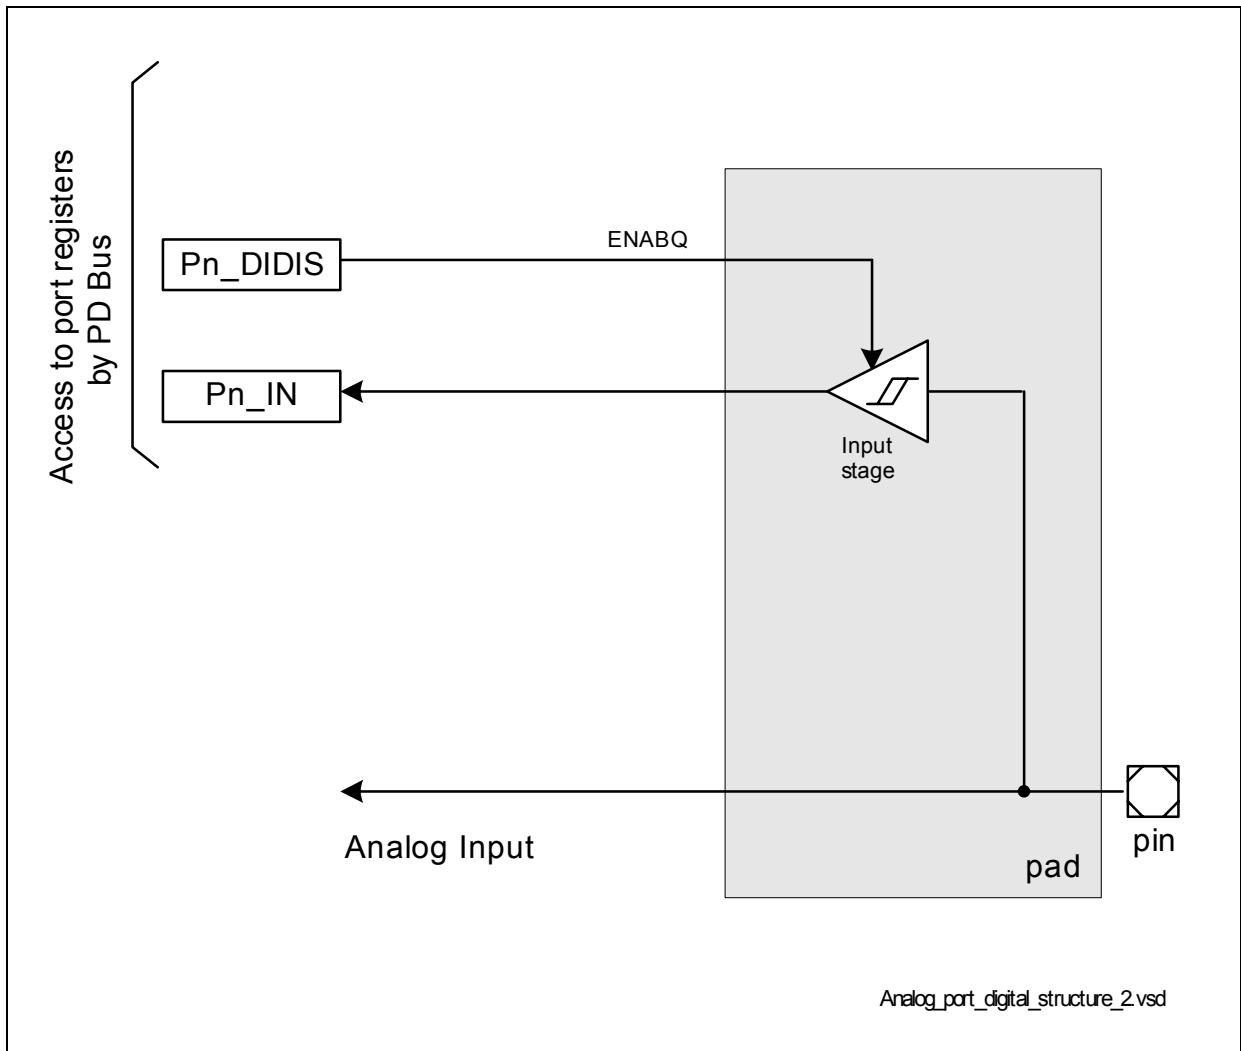 Access to port registers
by PD Bus
Pn_DIDIS
ENABQ
Pn_IN
Input
stage
Analog Input
pad
pin
Analog_port_digital_structure_2.vsd